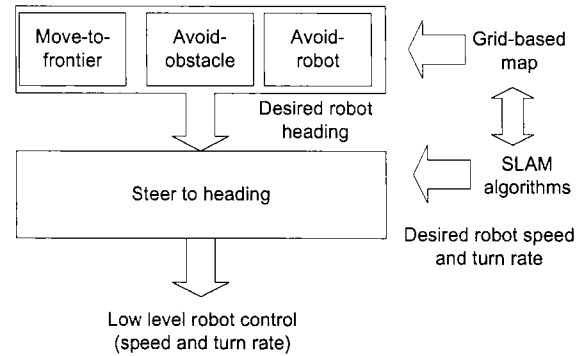 Move-to-
frontier
Avoid-
obstacle
Avoid-
robot
Grid-based
map
Desired robot
heading
Steer to heading
SLAM
algorithms
Desired robot speed
and turn rate
Low level robot control
(speed and turn rate)